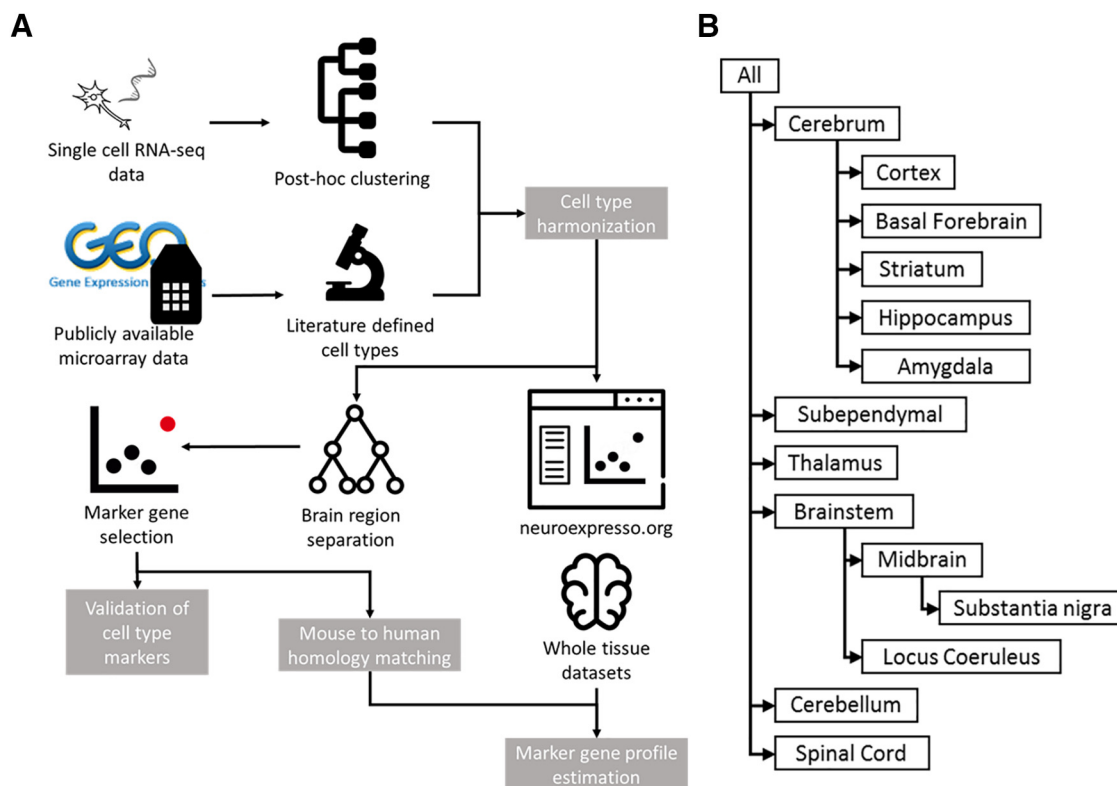 A
Single cell RNA-seq
data
Post-hoc clustering
Cell type
harmonization
GEO
Gene Expression
s
Publicly available
microarray data
Literature defined
cell types
Marker gene
selection
Brain region
separation
neuroexpresso.org
Validation of
cell type
markers
Mouse to human
homology matching
Whole tissue
datasets
Marker gene profile
estimation
B
All
Cerebrum
Cortex
Basal Forebrain
Striatum
Hippocampus
Amygdala
Subependymal
Thalamus
Brainstem
Midbrain
Substantia nigra
Locus Coeruleus
Cerebellum
Spinal Cord